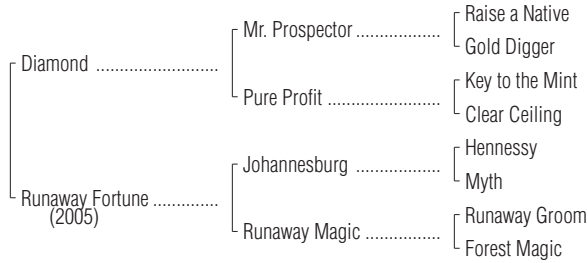 Raise a Native
Mr. Prospector ..................
Gold Digger
Diamond ..........................
Key to the Mint
Pure Profit ........................
Clear Ceiling
Hennessy
Johannesburg ..................
Myth
Runaway Fortune ..............
(2005)
Runaway Groom
Runaway Magic ................
Forest Magic